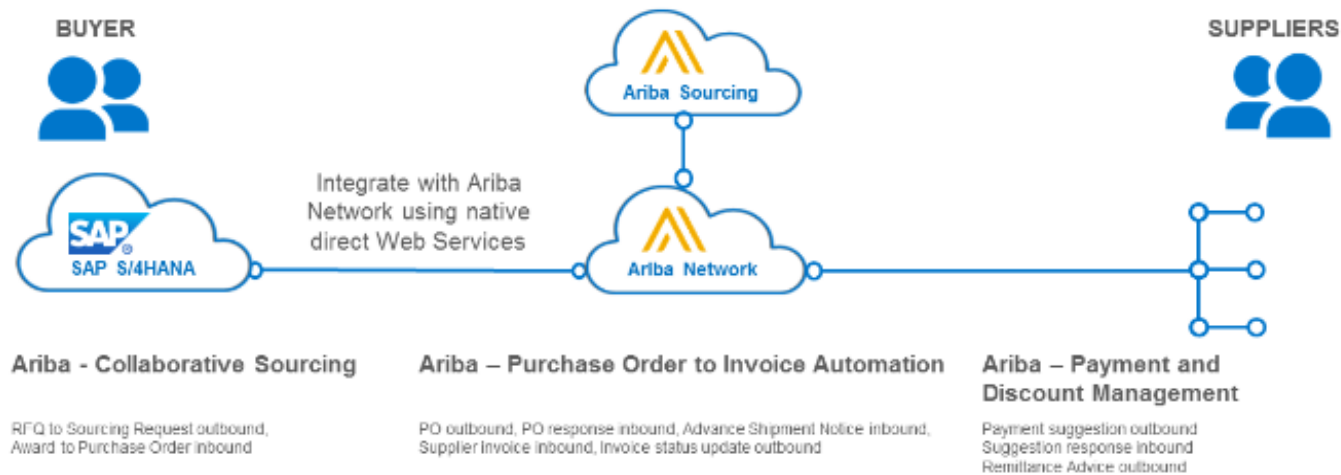 BUYER
SUPPLIERS
Ariba Sourcing
Integrate with Ariba
Network using native
direct Web Services
SAP
®
SAP S/4HANA
Ariba Network
Ariba - Collaborative Sourcing
RFQ to Sourcing Request outbound,
Award to Purchase Order inbound
Ariba – Purchase Order to Invoice Automation
PO outbound, PO response inbound, Advance Shipment Notice inbound,
Supplier invoice inbound, Invoice status update outbound
Ariba – Payment and
Discount Management
Payment suggestion outbound
Suggestion response inbound
Remittance Advice outbound